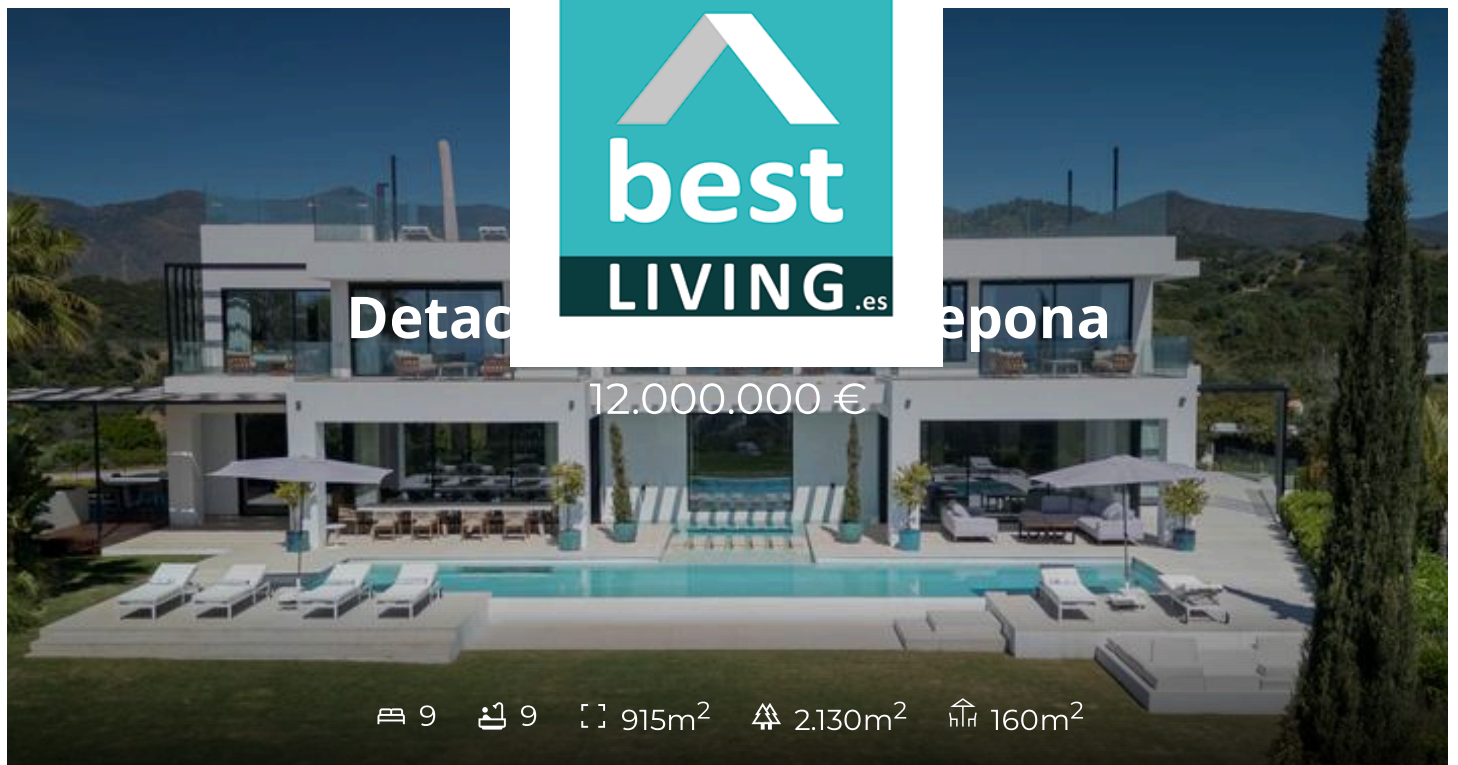 best
LIVING.es
Detac epona
12.000.000 €
9 9 915m² 2.130m² 160m²